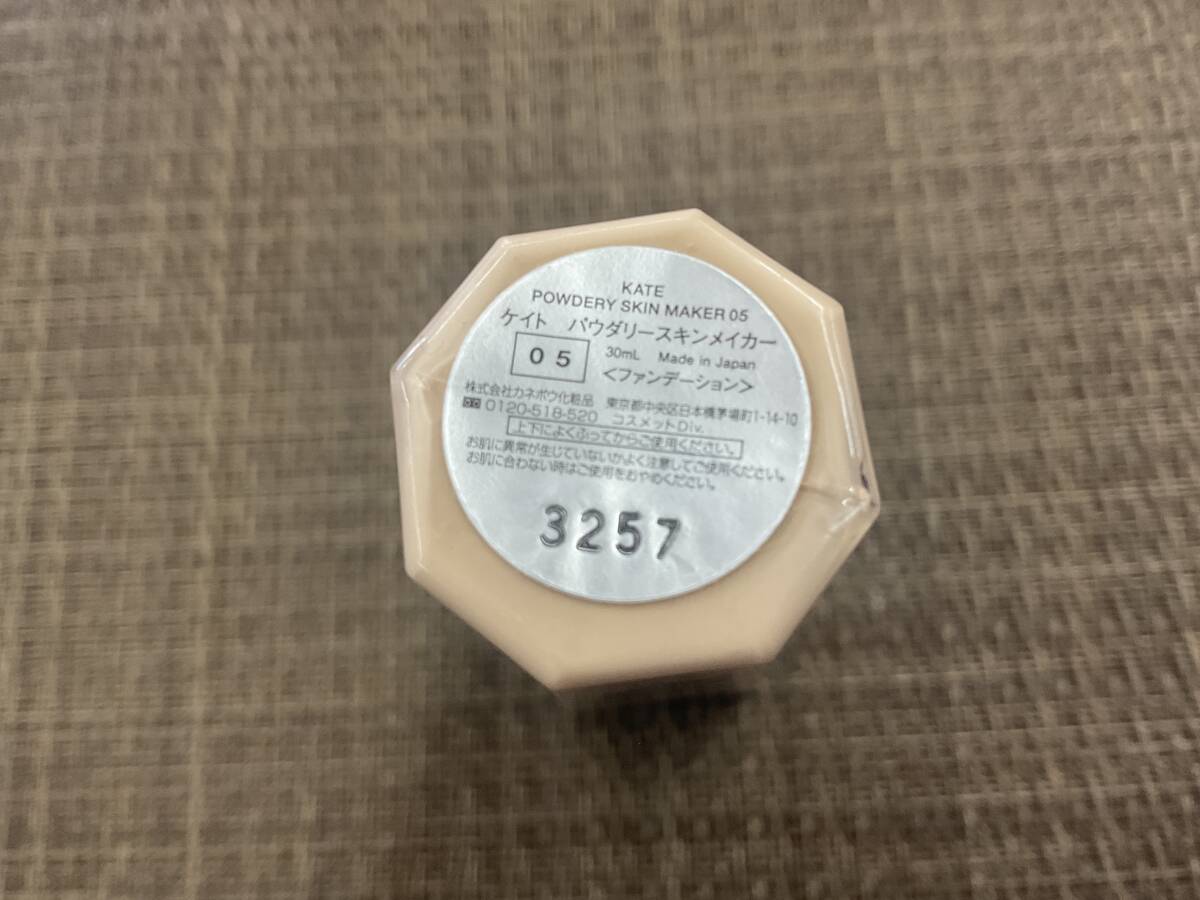 KATE
POWDERY SKIN MAKER 05
ケイト パウダリースキンメイカー
05 30mL Made in Japan
<ファンデーション>
株式会社カネボウ化粧品 東京都中央区日本橋茅場町1-14-10
0120-518-520 コスメットDiv.
上下によくふってからご使用ください。
お肌に異常が生じていないかよく注意してご使用ください。
お肌に合わない時はご使用をおやめください。
3257